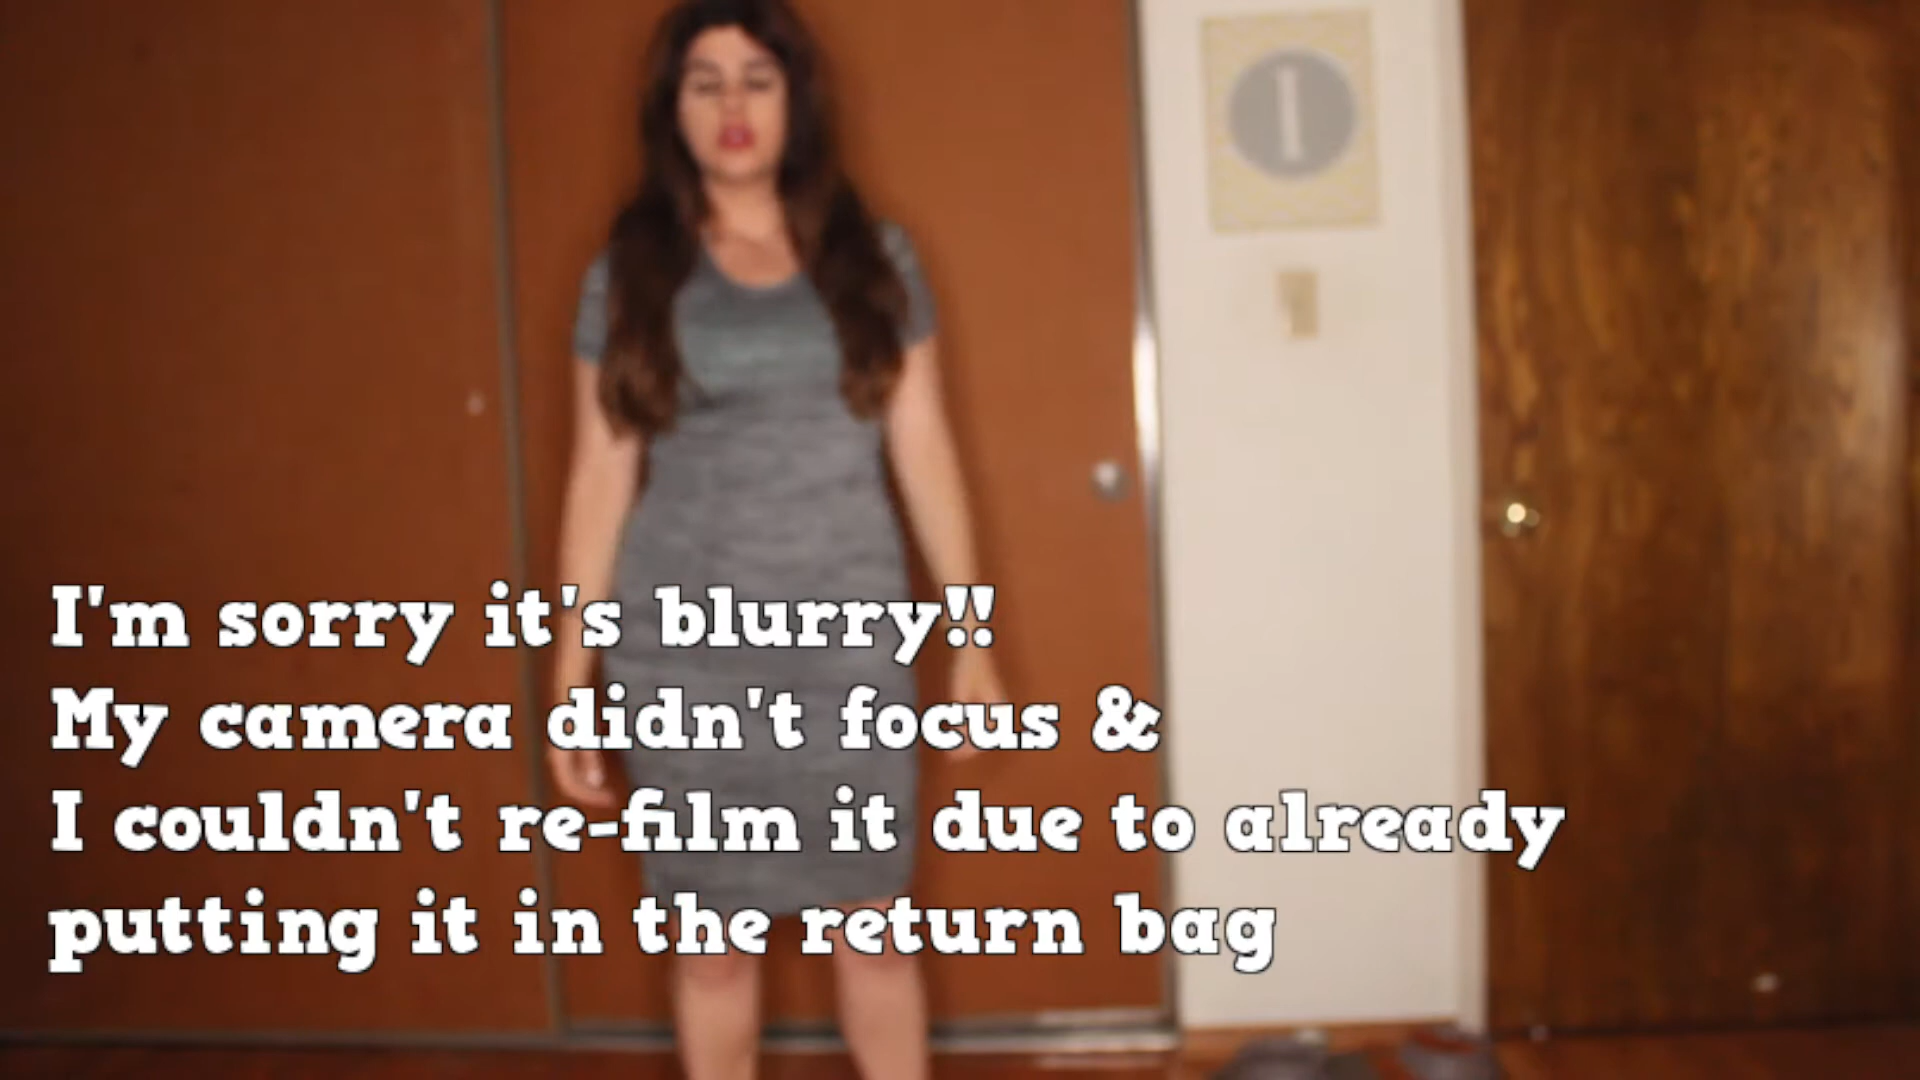 I
I'm sorry it's blurry!!
My camera didn't focus &
I couldn't re-film it due to already
putting it in the return bag